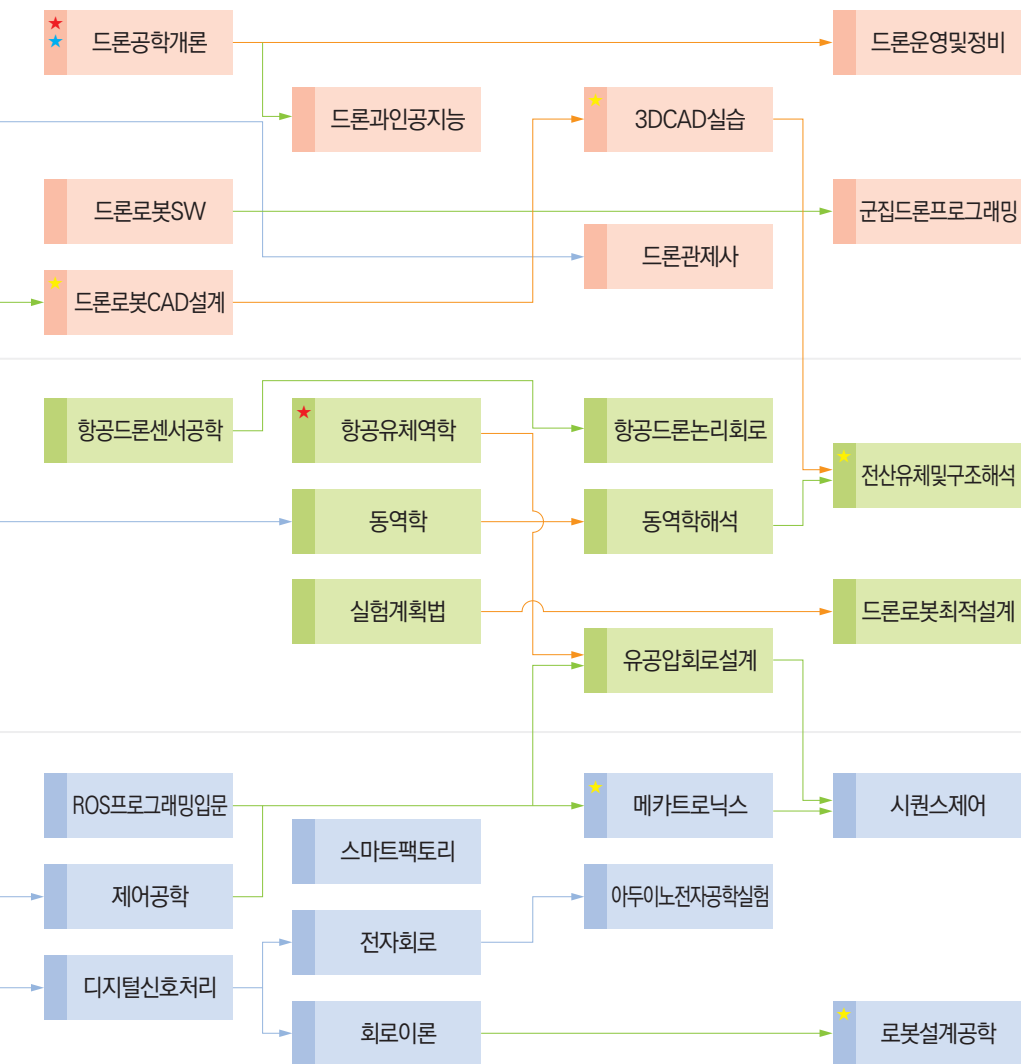 드론공학개론
드론운영및정비
드론과인공지능
3DCAD실습
드론로봇SW
군집드론프로그래밍
드론관제사
드론로봇CAD설계
항공드론센서공학
항공유체역학
항공드론논리회로
전산유체및구조해석
동역학
동역학해석
실험계획법
드론로봇최적설계
유공압회로설계
ROS프로그래밍입문
메카트로닉스
시퀀스제어
스마트팩토리
제어공학
아두이노전자공학실험
전자회로
디지털신호처리
회로이론
로봇설계공학